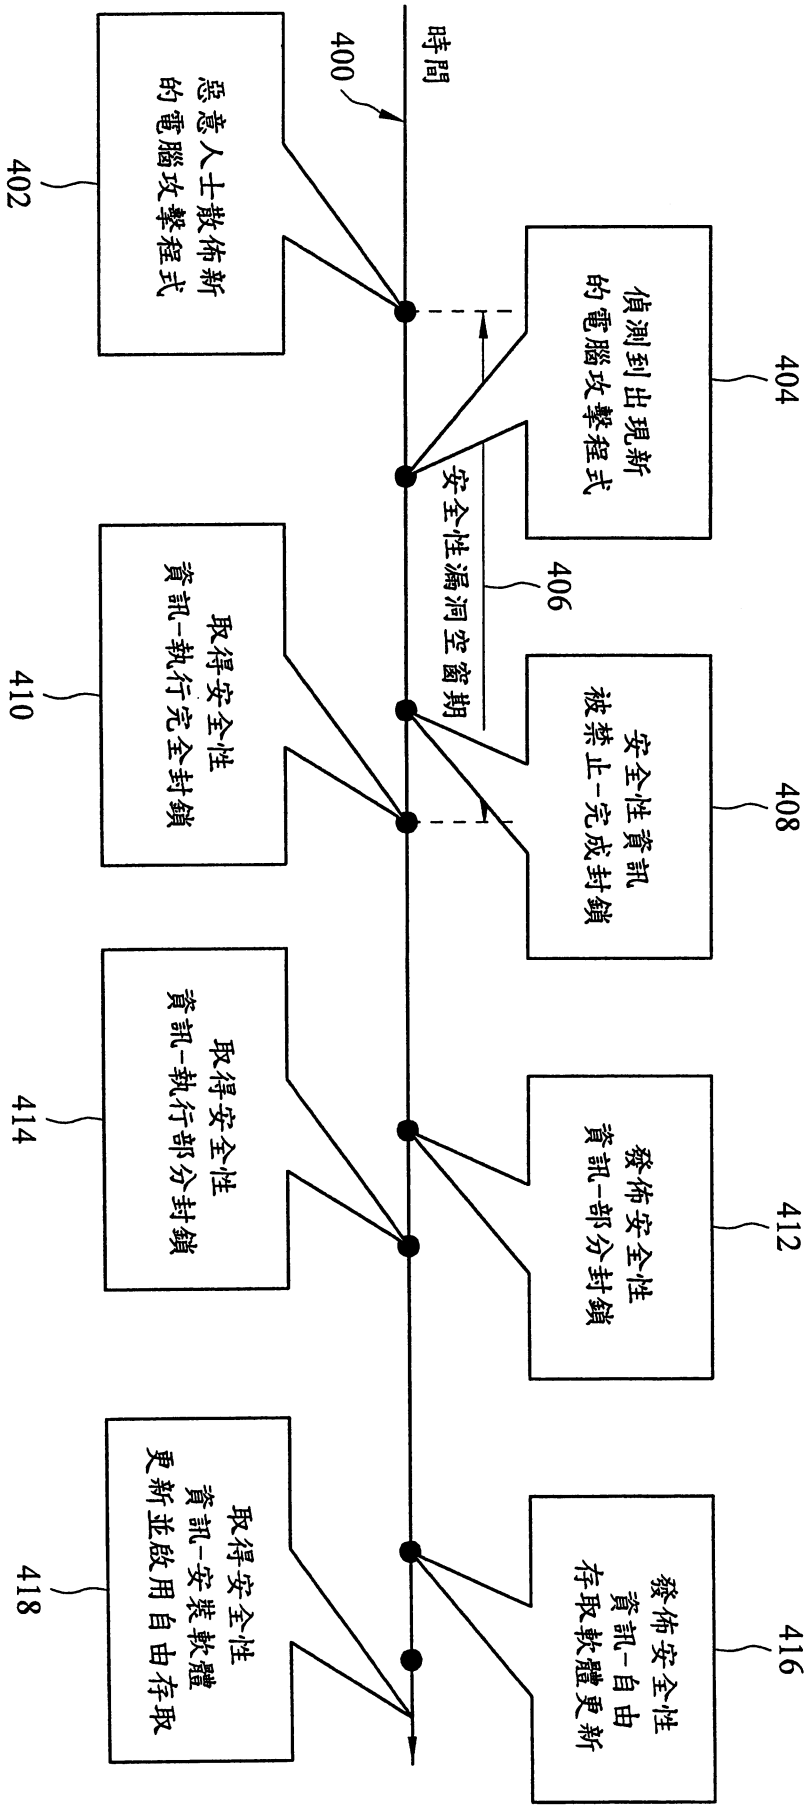 404
偵測到出現新
的電腦攻擊程式
408
安全性資訊
被禁止-完成封鎖
412
發佈安全性
資訊-部分封鎖
416
發佈安全性
資訊-自由
存取軟體更新
406
安全性漏洞空窗期
時間
400
惡意人士散佈新
的電腦攻擊程式
402
取得安全性
資訊-執行完全封鎖
410
取得安全性
資訊-執行部分封鎖
414
取得安全性
資訊-安裝軟體
更新並啟用自由存取
418